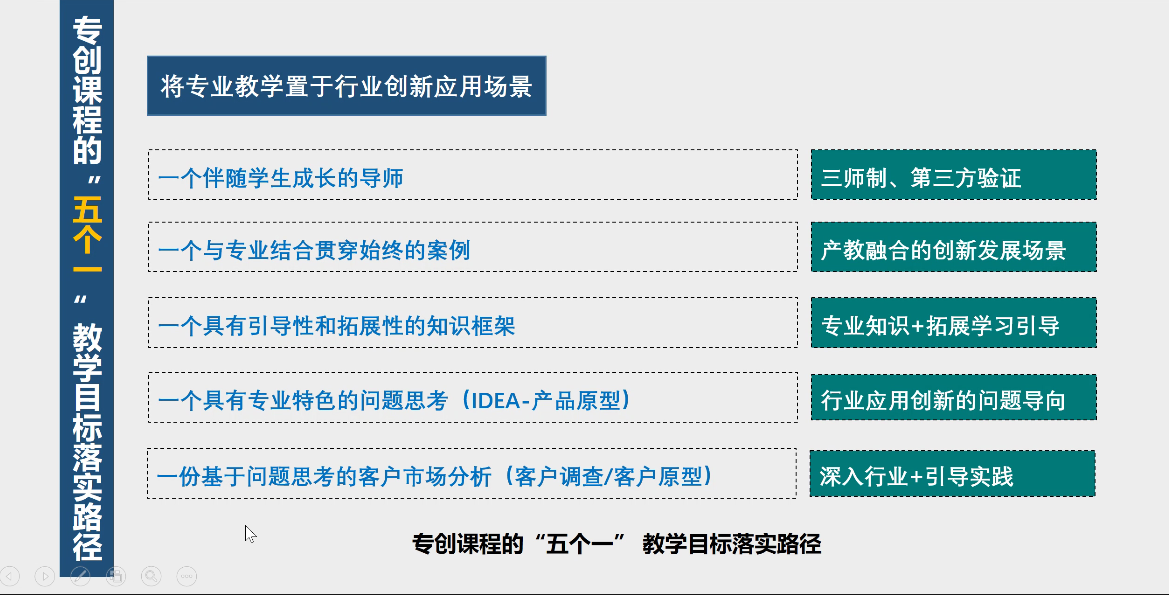 专创课程的”五个一“教学目标落实路径
将专业教学置于行业创新应用场景
一个伴随学生成长的导师
三师制、第三方验证
一个与专业结合贯穿始终的案例
产教融合的创新发展场景
一个具有引导性和拓展性的知识框架
专业知识+拓展学习引导
一个具有专业特色的问题思考（IDEA-产品原型）
行业应用创新的问题导向
一份基于问题思考的客户市场分析（客户调查/客户原型）
深入行业+引导实践
专创课程的“五个一” 教学目标落实路径